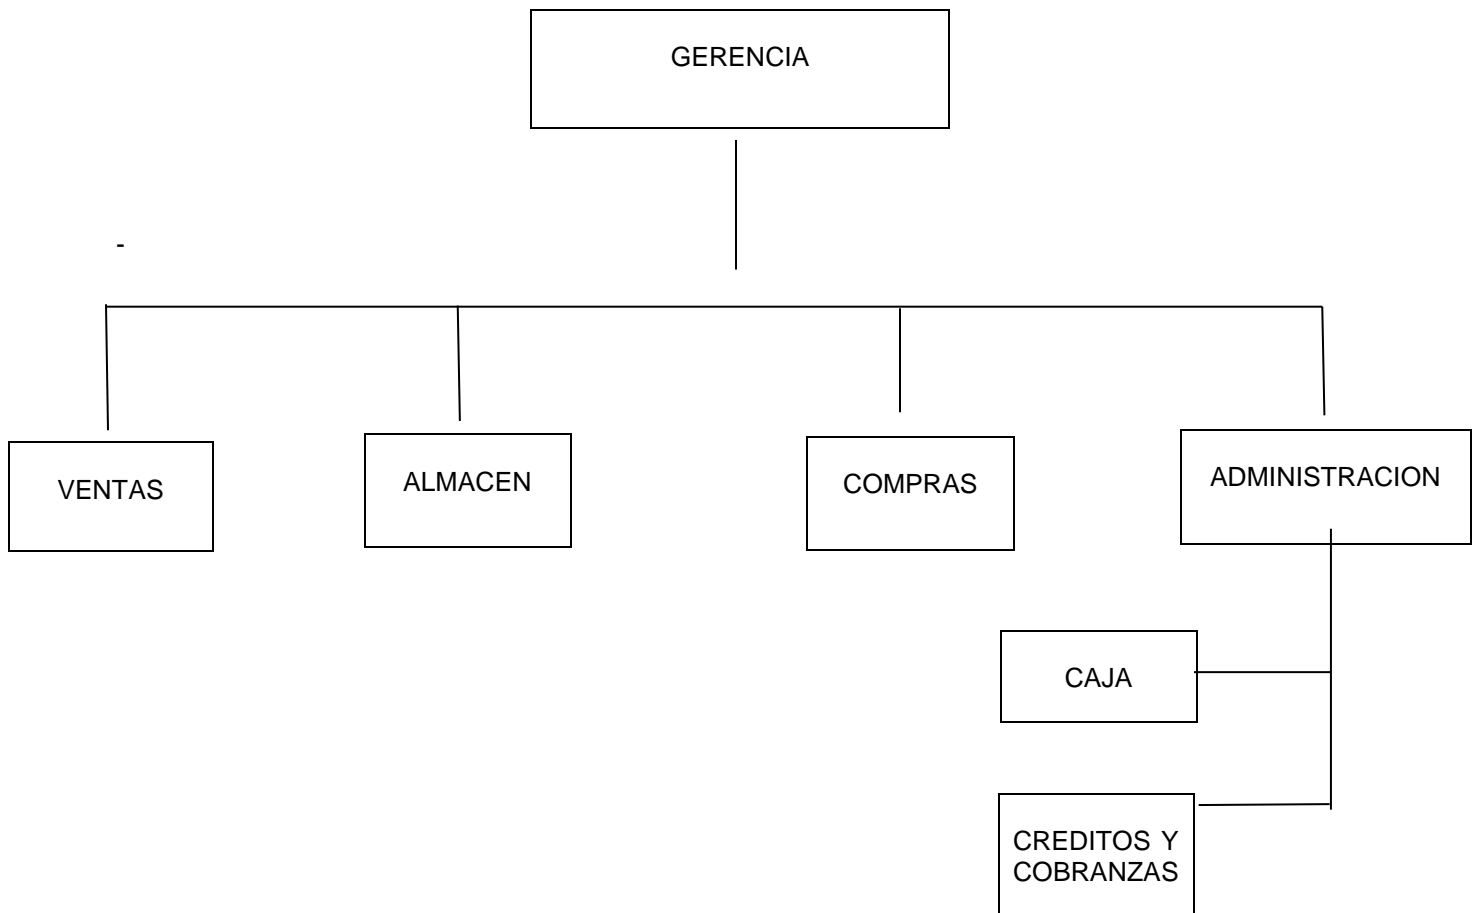 GERENCIA
-
VENTAS
ALMACEN
COMPRAS
ADMINISTRACION
CAJA
CREDITOS Y
COBRANZAS